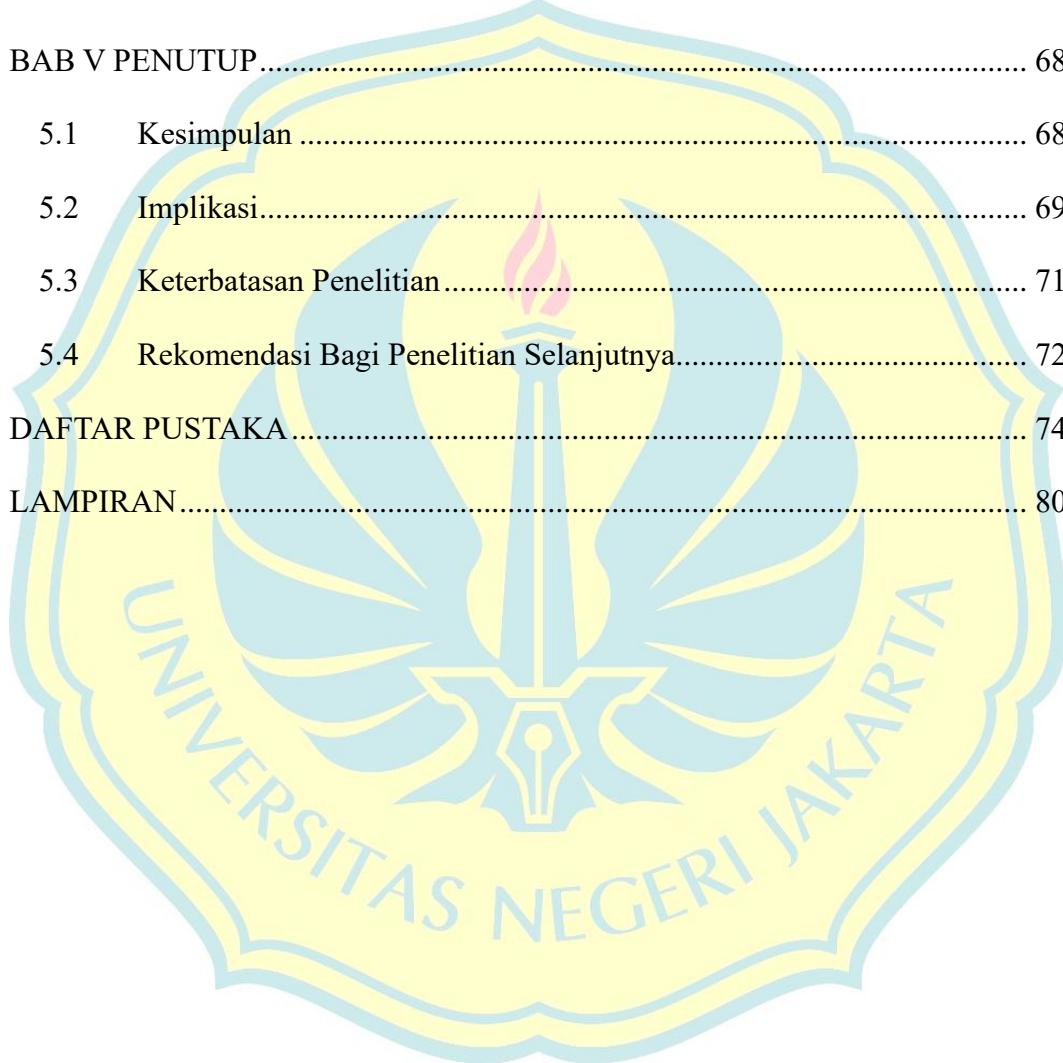 BAB V PENUTUP.......................................................................................... 68
5.1 Kesimpulan ..................................................................................... 68
5.2 Implikasi.......................................................................................... 69
5.3 Keterbatasan Penelitian.................................................................... 71
5.4 Rekomendasi Bagi Penelitian Selanjutnya........................................ 72
DAFTAR PUSTAKA ..................................................................................... 74
LAMPIRAN................................................................................................... 80
UNIVERSITAS NEGERI JAKARTA